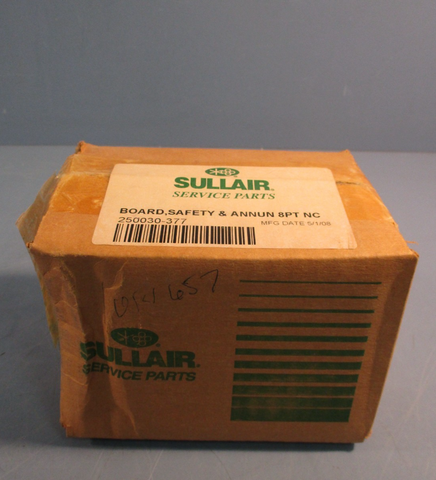 SULLAIR®
SERVICE PARTS
BOARD,SAFETY & ANNUN 8PT NC
250030-377
MFG DATE 5/1/08
SULLAIR®
SERVICE PARTS